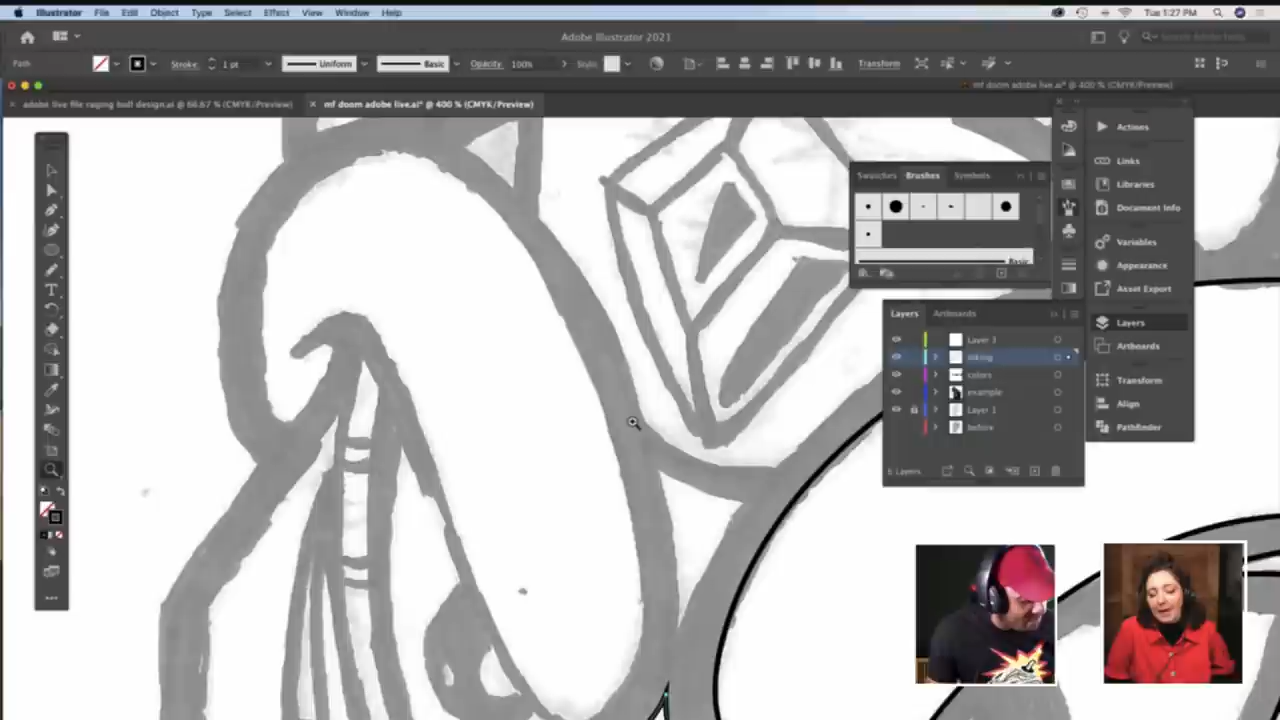 Illustrator File Edit Object Type Select Effect View Window Help Tue 1:27 PM
Adobe Illustrator 2021
Path Stroke: 1 pt Uniform Basic Opacity: 100% Style: Transform
mf doom adobe live.ai* @ 400 % (CMYK/Preview)
adobe live file raging bull design.ai @ 66.67 % (CMYK/Preview) mf doom adobe live.ai* @ 400 % (CMYK/Preview)
Actions
Links
Libraries
Document Info
Variables
Appearance
Asset Export
Layers
Artboards
Transform
Align
Pathfinder
Swatches Brushes Symbols
Basic
Layers Artboards
Layer 3
inking
colors
example
Layer 1
before
6 Layers